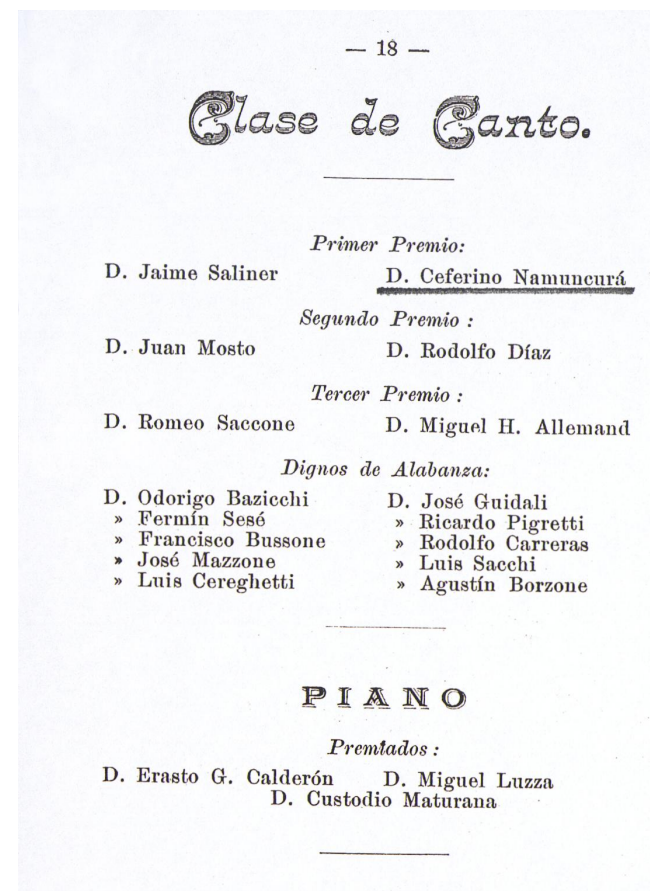 — 18 —
Clase de Canto.
Primer Premio:
D. Jaime Saliner D. Ceferino Namuncurá
Segundo Premio :
D. Juan Mosto D. Rodolfo Díaz
Tercer Premio :
D. Romeo Saccone D. Miguel H. Allemand
Dignos de Alabanza:
D. Odorigo Bazicchi D. José Guidali
» Fermín Sesé » Ricardo Pigretti
» Francisco Bussone » Rodolfo Carreras
» José Mazzone » Luis Sacchi
» Luis Cereghetti » Agustín Borzone
PIANO
Premiados :
D. Erasto G. Calderón D. Miguel Luzza
D. Custodio Maturana